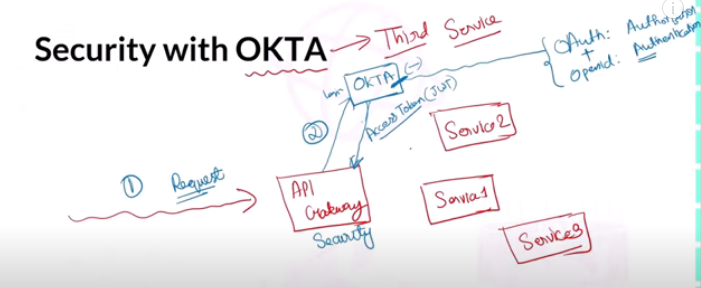 Security with OKTA → Third Service
OAuth: Authorization
+
OpenId: Authentication
OKTA (-)
Login
② Access Token (JWT)
Service2
① Request
API
Gateway
Security
Service1
Service3